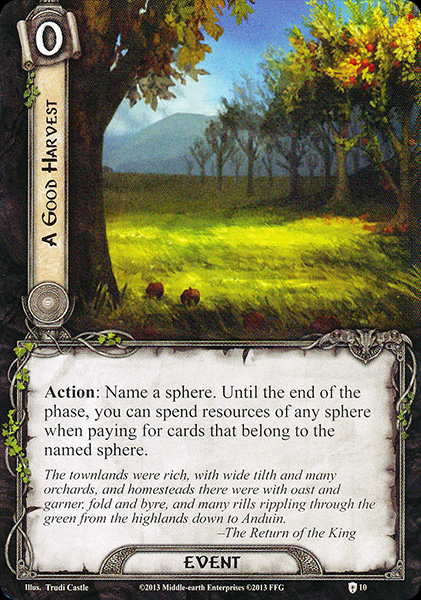 0
A Good Harvest
Action: Name a sphere. Until the end of the
phase, you can spend resources of any sphere
when paying for cards that belong to the
named sphere.
The townlands were rich, with wide tilth and many
orchards, and homesteads there were with oast and
garner, fold and byre, and many rills rippling through the
green from the highlands down to Anduin.
–The Return of the King
EVENT
Illus. Trudi Castle
©2013 Middle-earth Enterprises ©2013 FFG
10